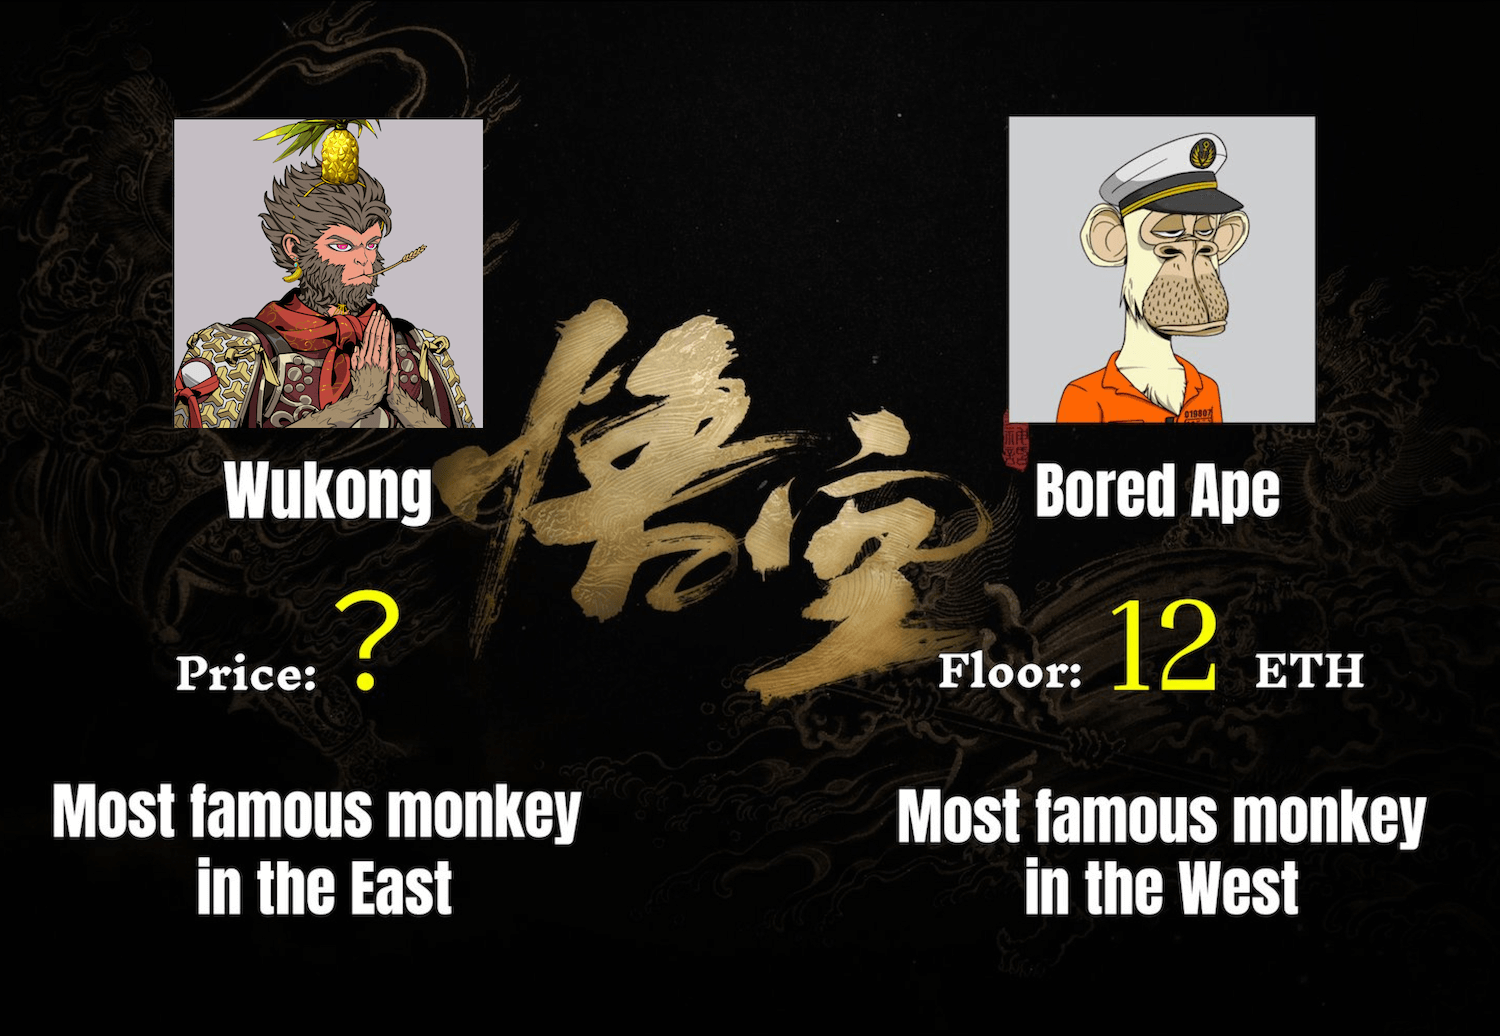 Wukong
Price: ?
Most famous monkey
in the East
悟空
019807
Bored Ape
Floor: 12 ETH
Most famous monkey
in the West